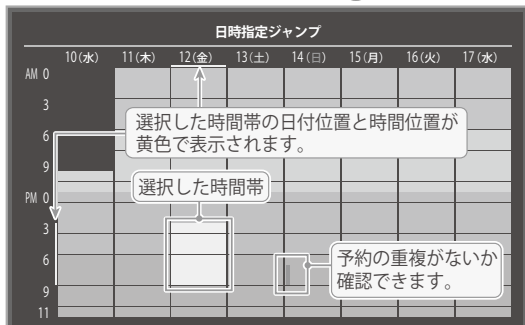 日時指定ジャンプ
10(水) 11(木) 12(金) 13(土) 14(日) 15(月) 16(火) 17(水)
AM 0
3
選択した時間帯の日付位置と時間位置が
6
黄色で表示されます。
9
選択した時間帯
PM 0
3
予約の重複がないか
6
確認できます。
9
11